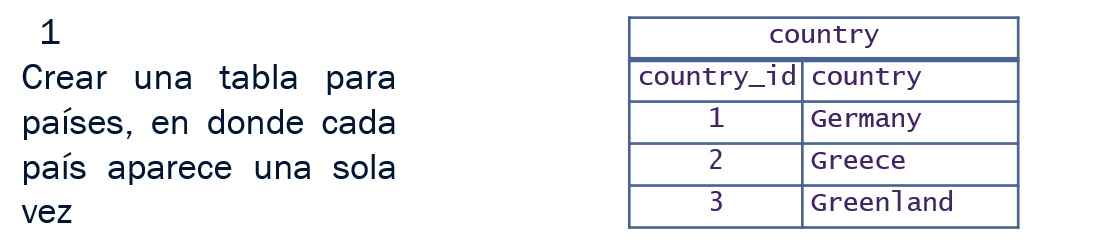 1
Crear una tabla para
países, en donde cada
país aparece una sola
vez
country
country_id country
1 Germany
2 Greece
3 Greenland